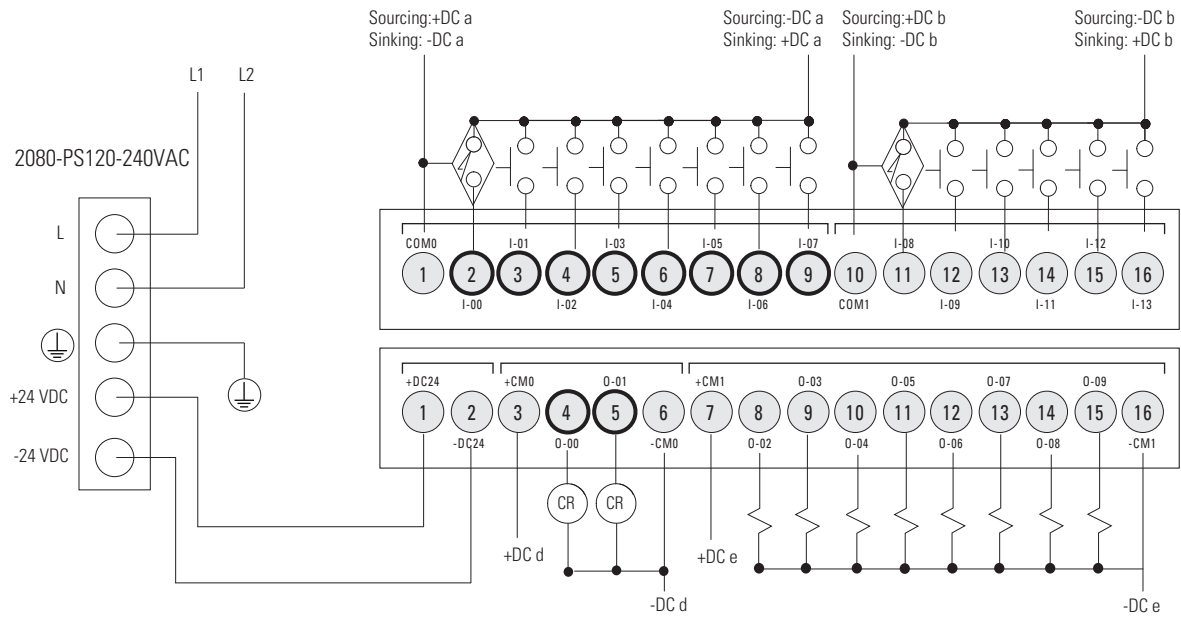 Sourcing:+DC a
Sinking: -DC a
Sourcing:-DC a
Sinking: +DC a
Sourcing:+DC b
Sinking: -DC b
Sourcing:-DC b
Sinking: +DC b
L1 L2
2080-PS120-240VAC
L
N
+24 VDC
-24 VDC
COM0 I-01 I-03 I-05 I-07 I-08 I-10 I-12
1 2 3 4 5 6 7 8 9 10 11 12 13 14 15 16
I-00 I-02 I-04 I-06 COM1 I-09 I-11 I-13
+DC24 +CM0 O-01 +CM1 O-03 O-05 O-07 O-09
1 2 3 4 5 6 7 8 9 10 11 12 13 14 15 16
-DC24 O-00 -CM0 O-02 O-04 O-06 O-08 -CM1
CR CR
+DC d
+DC e
-DC d
-DC e